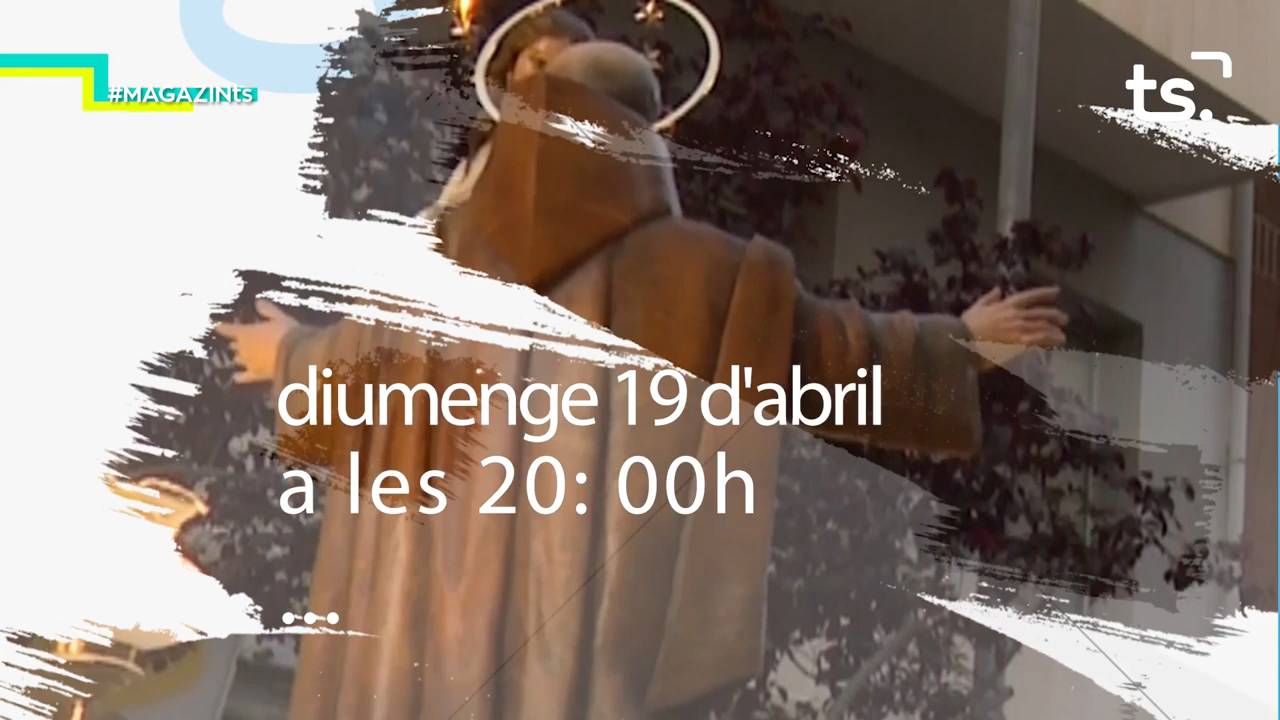 #MAGAZINts
ts.
diumenge 19 d'abril
a les 20: 00h
...